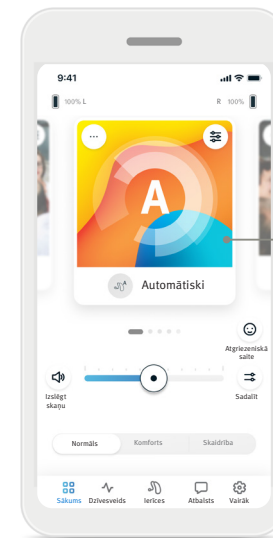 9:41
100% L
R 100%
A
Automātiski
Atgriezeniskā
saite
Izslēgt
skaņu
Sadalīt
Normāls Komforts Skaidrība
Sākums Dzīvesveids Ierīces Atbalsts Vairāk